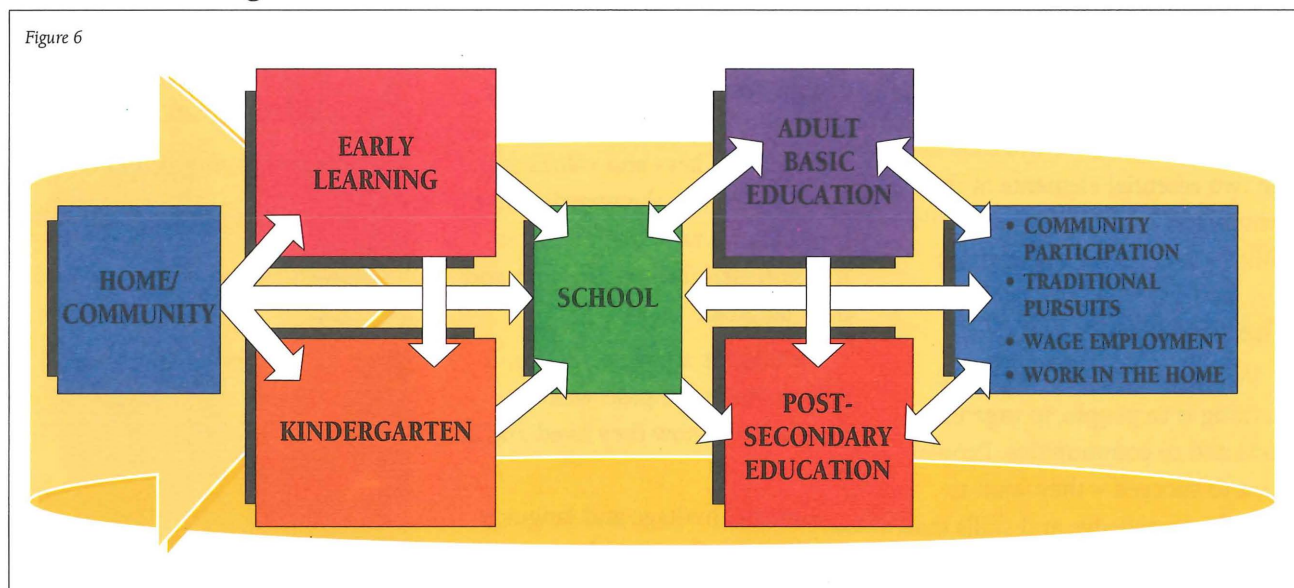 Figure 6
EARLY
LEARNING
ADULT
BASIC
EDUCATION
HOME/
COMMUNITY
SCHOOL
• COMMUNITY
PARTICIPATION
• TRADITIONAL
PURSUITS
• WAGE EMPLOYMENT
• WORK IN THE HOME
KINDERGARTEN
POST-
SECONDARY
EDUCATION